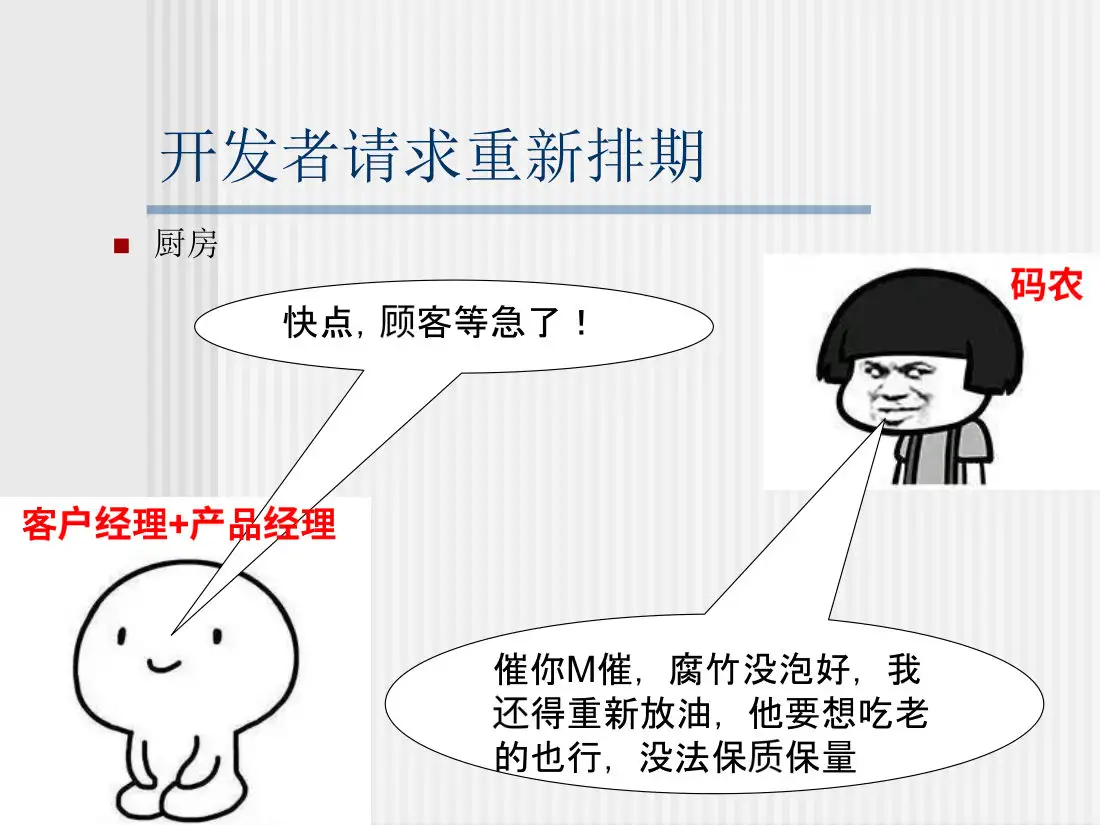 开发者请求重新排期
厨房
快点，顾客等急了！
码农
客户经理+产品经理
催你M催，腐竹没泡好，我
还得重新放油，他要想吃老
的也行，没法保质保量